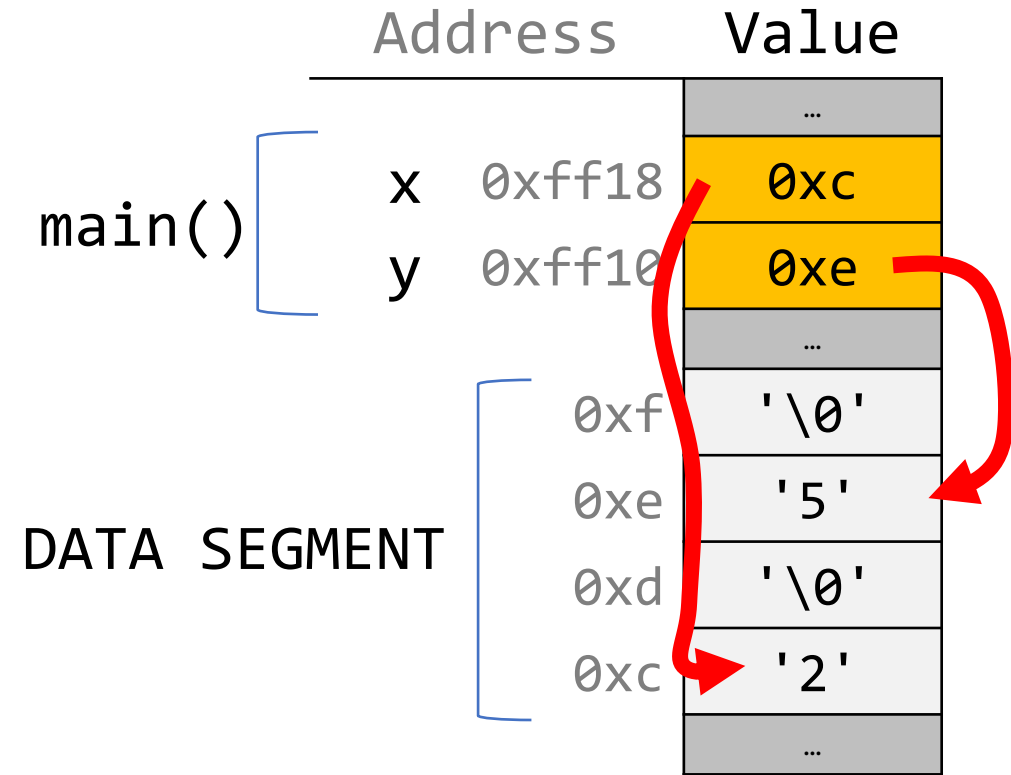 Address Value
…
x 0xff18 0xc
main()
y 0xff10 0xe
…
0xf '\0'
0xe '5'
DATA SEGMENT
0xd '\0'
0xc '2'
…